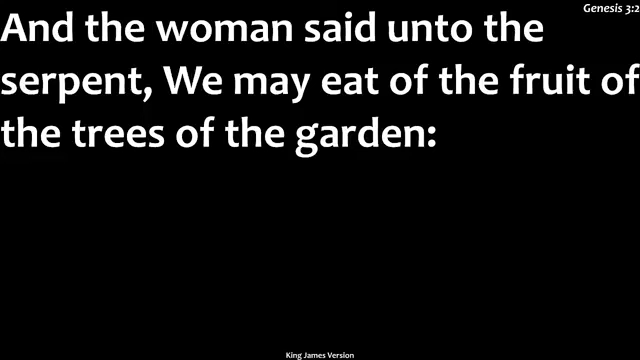 Genesis 3:2
And the woman said unto the
serpent, We may eat of the fruit of
the trees of the garden:
King James Version